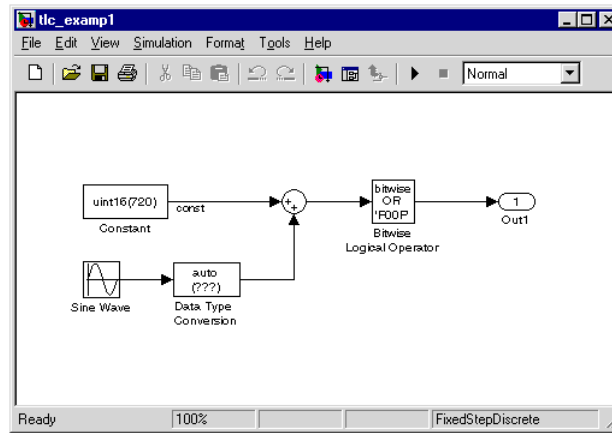 tlc_examp1
File Edit View Simulation Format Tools Help
Normal
uint16(720)
const
Constant
bitwise
OR
'F00F'
Bitwise
Logical Operator
1
Out1
Sine Wave
auto
(???)
Data Type
Conversion
Ready 100% FixedStepDiscrete